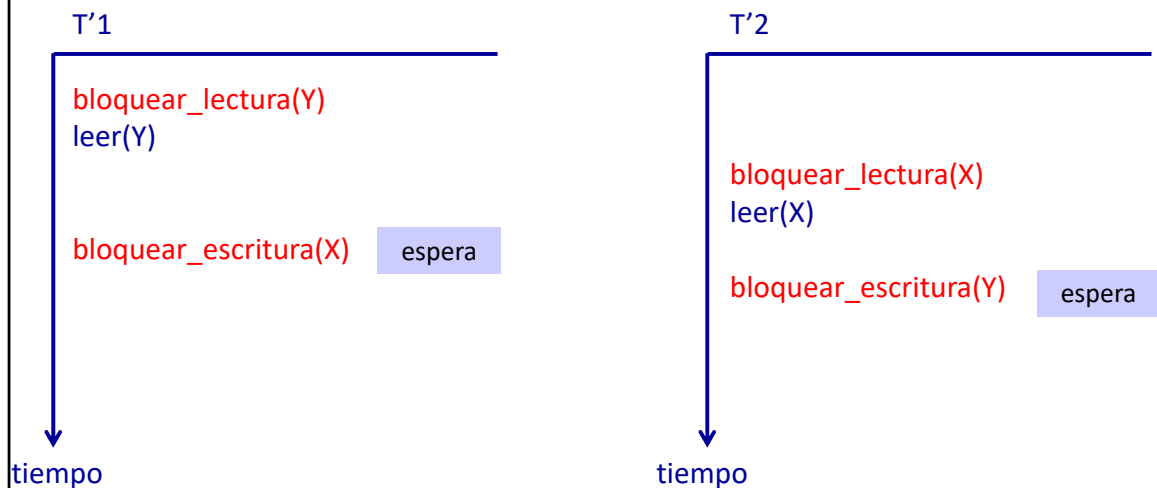 T’1
bloquear_lectura(Y)
leer(Y)
bloquear_escritura(X) espera
tiempo
T’2
bloquear_lectura(X)
leer(X)
bloquear_escritura(Y) espera
tiempo